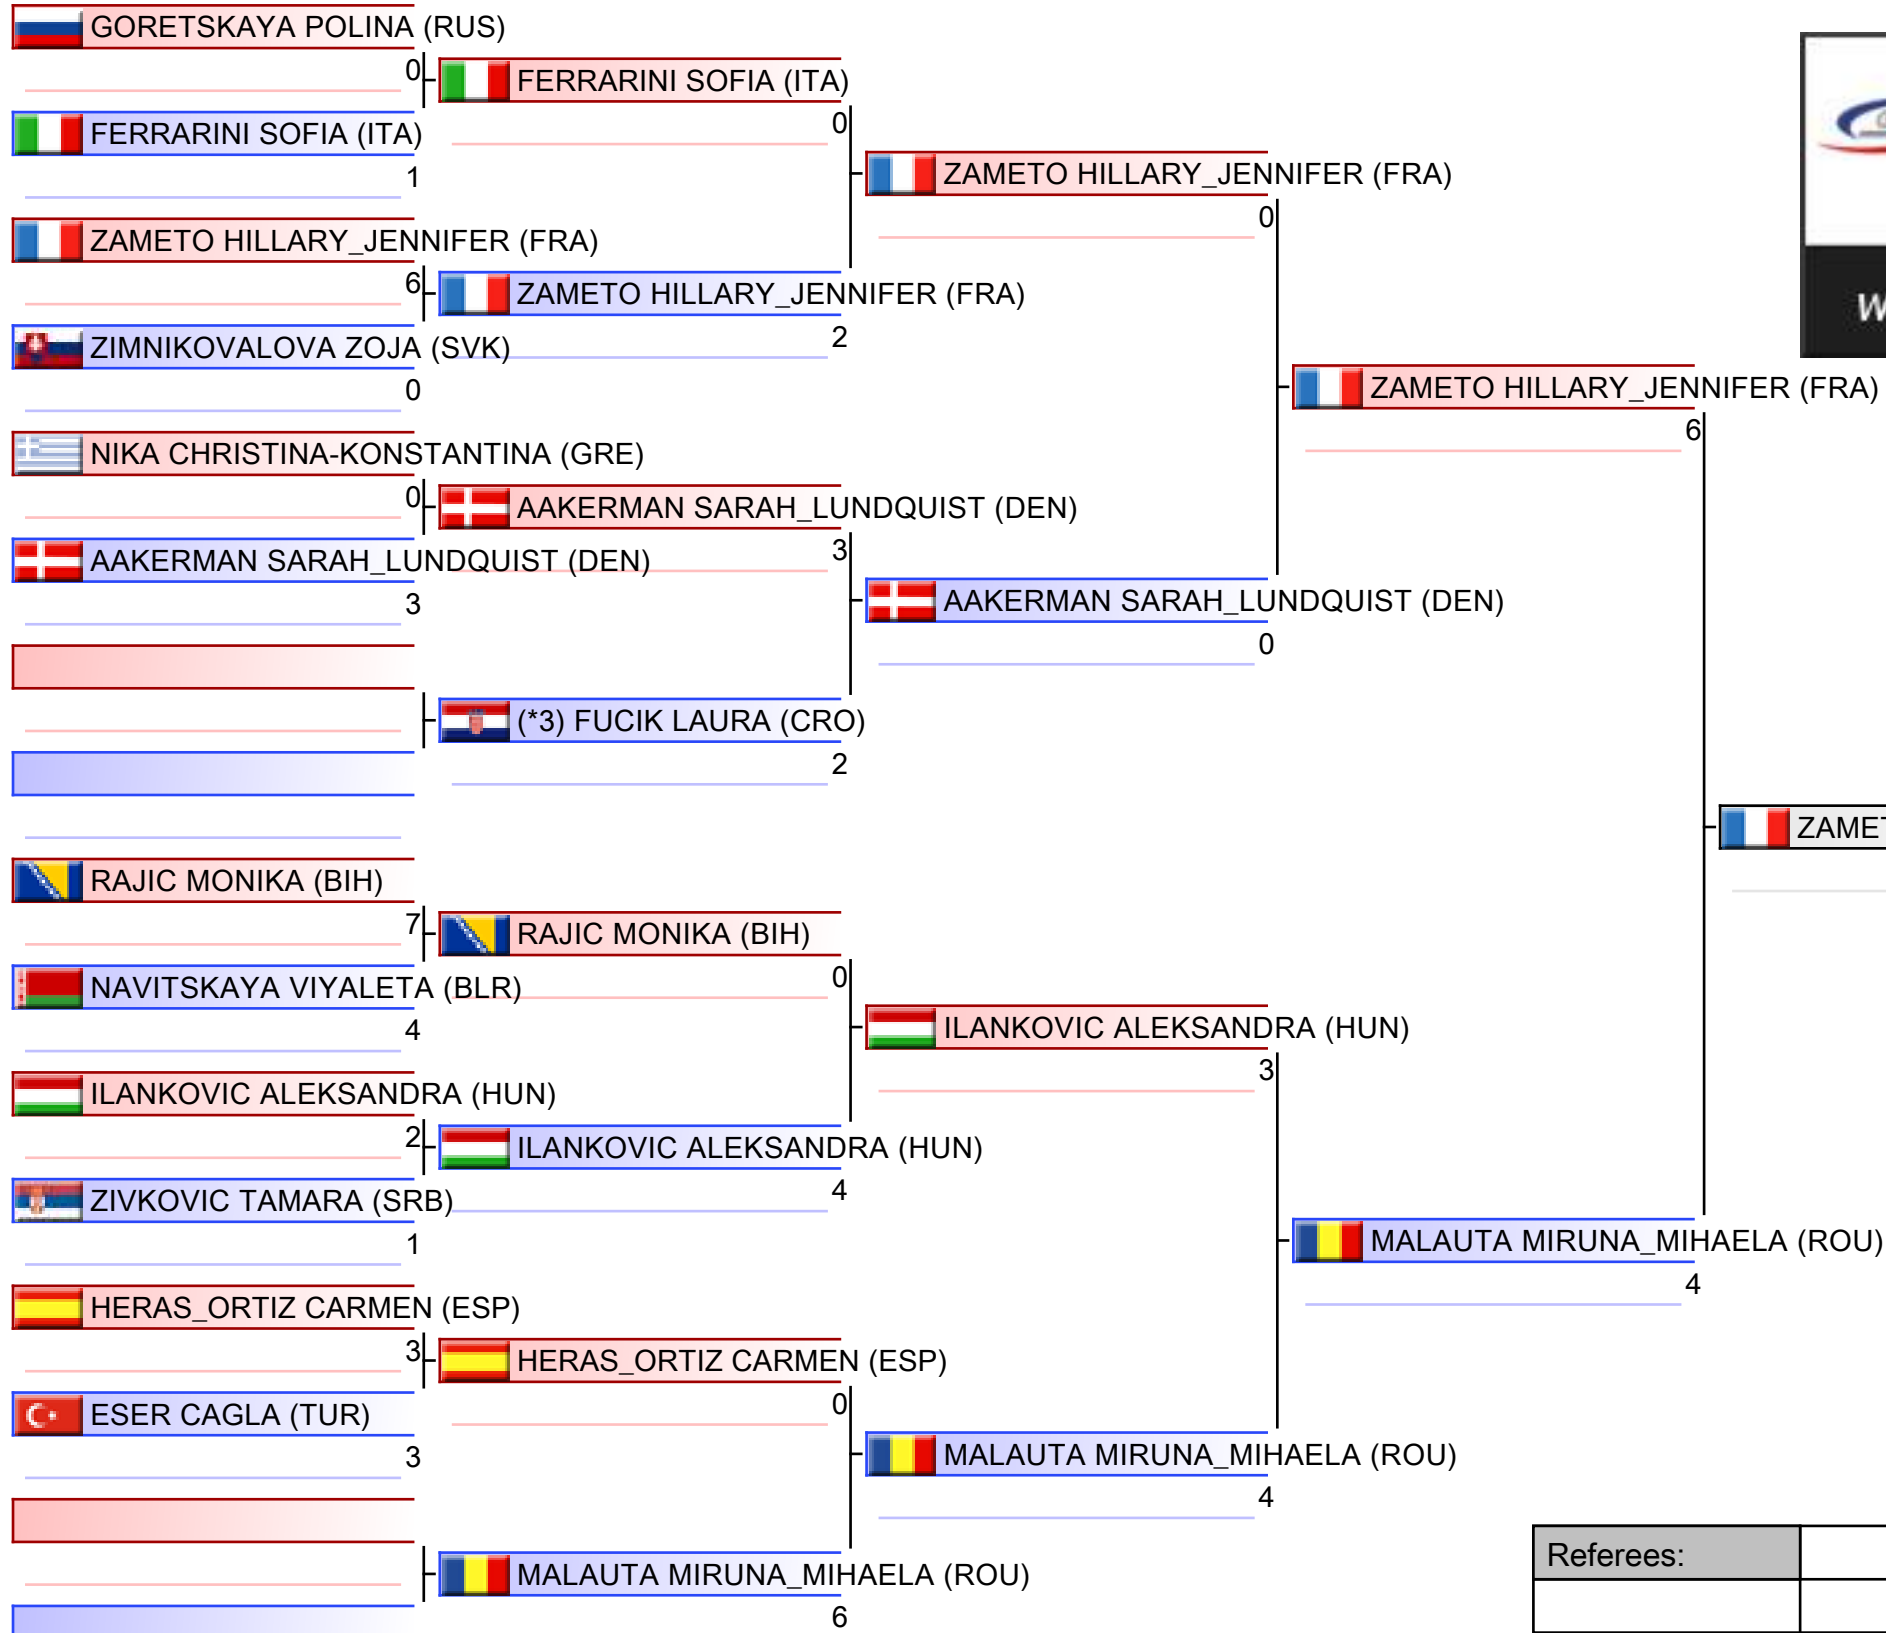 GORETSKAYA POLINA (RUS)
0
FERRARINI SOFIA (ITA)
1
ZAMETO HILLARY_JENNIFER (FRA)
6
ZIMNIKOVALOVA ZOJA (SVK)
0
NIKA CHRISTINA-KONSTANTINA (GRE)
0
AAKERMAN SARAH_LUNDQUIST (DEN)
3
RAJIC MONIKA (BIH)
7
NAVITSKAYA VIYALETA (BLR)
4
ILANKOVIC ALEKSANDRA (HUN)
2
ZIVKOVIC TAMARA (SRB)
1
HERAS_ORTIZ CARMEN (ESP)
3
ESER CAGLA (TUR)
3
FERRARINI SOFIA (ITA)
0
ZAMETO HILLARY_JENNIFER (FRA)
2
AAKERMAN SARAH_LUNDQUIST (DEN)
3
(*3) FUCIK LAURA (CRO)
2
RAJIC MONIKA (BIH)
0
ILANKOVIC ALEKSANDRA (HUN)
4
HERAS_ORTIZ CARMEN (ESP)
0
MALAUTA MIRUNA_MIHAELA (ROU)
6
ZAMETO HILLARY_JENNIFER (FRA)
0
AAKERMAN SARAH_LUNDQUIST (DEN)
0
ILANKOVIC ALEKSANDRA (HUN)
3
MALAUTA MIRUNA_MIHAELA (ROU)
4
ZAMETO HILLARY_JENNIFER (FRA)
6
MALAUTA MIRUNA_MIHAELA (ROU)
4
Referees: